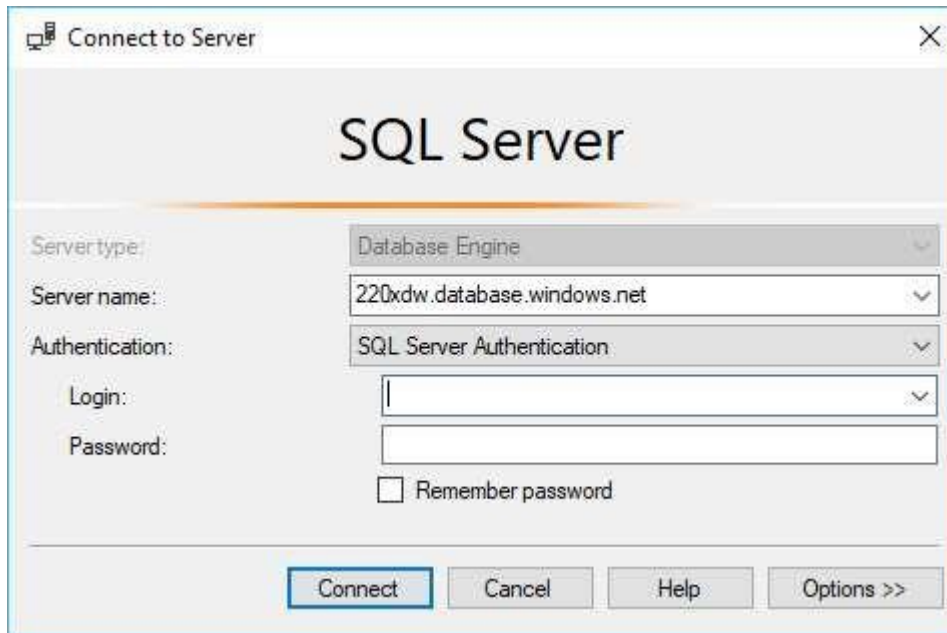 Connect to Server
SQL Server
Server type: Database Engine
Server name: 220xdw.database.windows.net
Authentication: SQL Server Authentication
Login:
Password:
Remember password
Connect Cancel Help Options >>